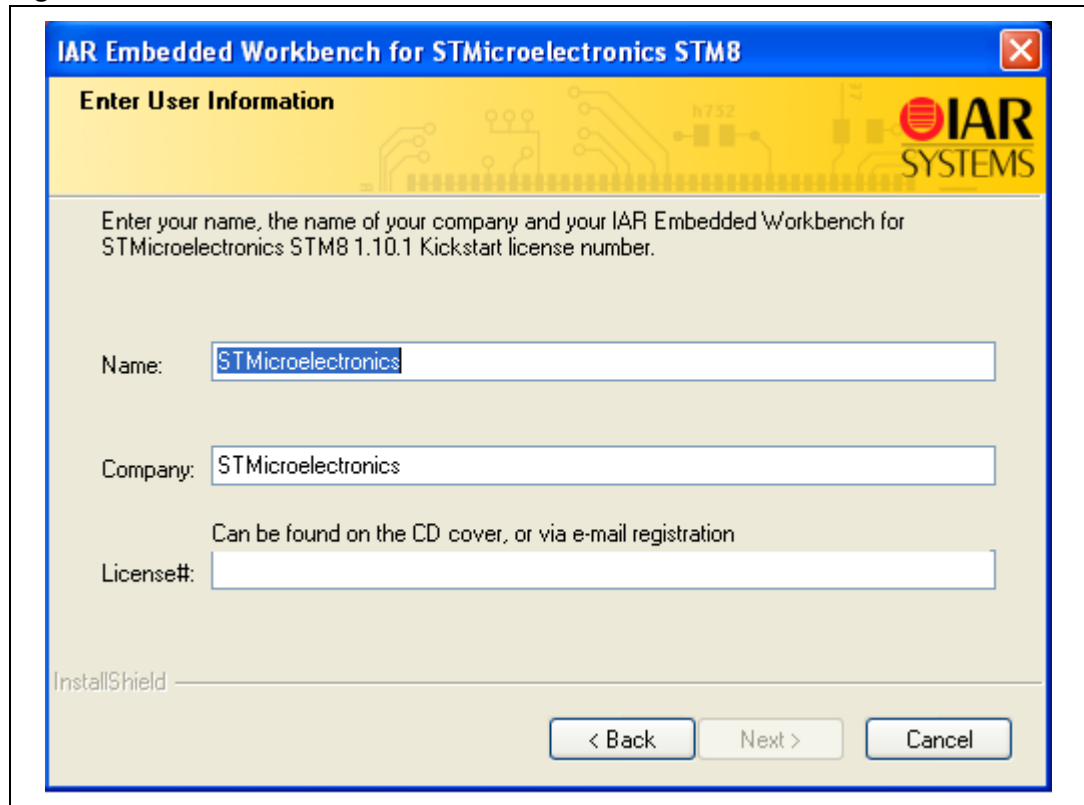 IAR Embedded Workbench for STMicroelectronics STM8
Enter User Information
h752
IAR
SYSTEMS
Enter your name, the name of your company and your IAR Embedded Workbench for
STMicroelectronics STM8 1.10.1 Kickstart license number.
Name: STMicroelectronics
Company: STMicroelectronics
Can be found on the CD cover, or via e-mail registration
License#:
InstallShield
< Back Next > Cancel